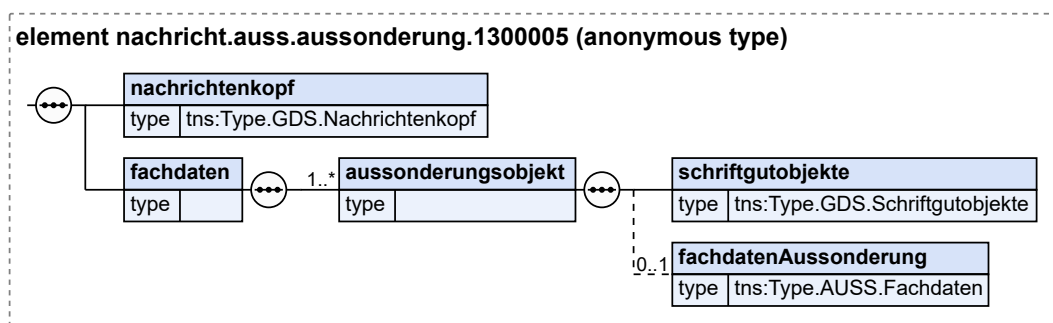 element nachricht.auss.aussonderung.1300005 (anonymous type)
nachrichtenkopf
type tns:Type.GDS.Nachrichtenkopf
fachdaten
type
1..*
aussonderungsobjekt
type
schriftgutobjekte
type tns:Type.GDS.Schriftgutobjekte
0..1
fachdatenAussonderung
type tns:Type.AUSS.Fachdaten